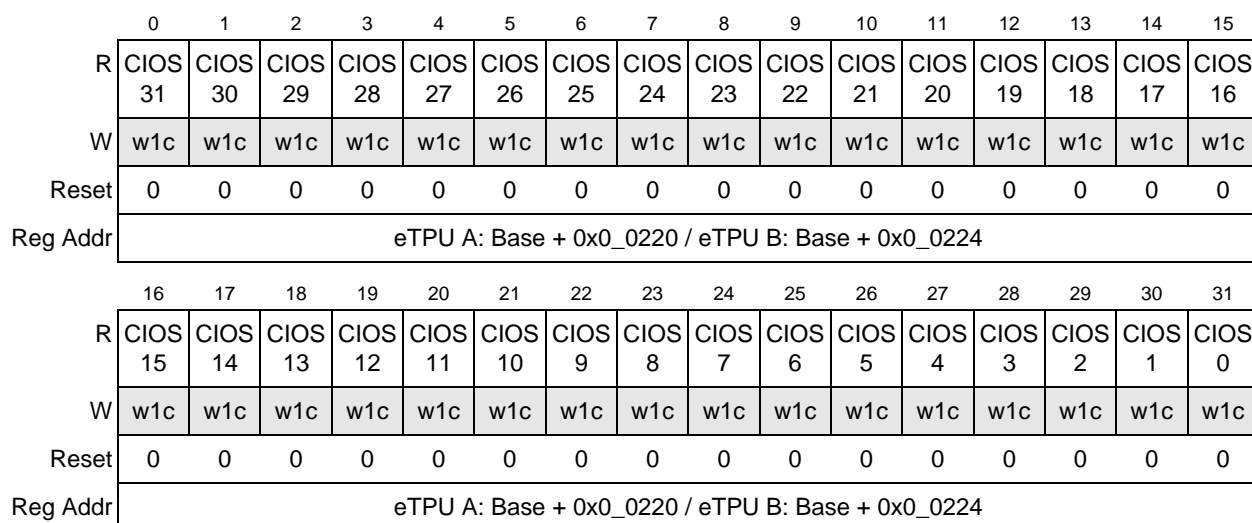 0 1 2 3 4 5 6 7 8 9 10 11 12 13 14 15
R CIOS CIOS CIOS CIOS CIOS CIOS CIOS CIOS CIOS CIOS CIOS CIOS CIOS CIOS CIOS CIOS
31 30 29 28 27 26 25 24 23 22 21 20 19 18 17 16
W w1c w1c w1c w1c w1c w1c w1c w1c w1c w1c w1c w1c w1c w1c w1c w1c
Reset 0 0 0 0 0 0 0 0 0 0 0 0 0 0 0 0
Reg Addr eTPU A: Base + 0x0_0220 / eTPU B: Base + 0x0_0224
16 17 18 19 20 21 22 23 24 25 26 27 28 29 30 31
R CIOS CIOS CIOS CIOS CIOS CIOS CIOS CIOS CIOS CIOS CIOS CIOS CIOS CIOS CIOS CIOS
15 14 13 12 11 10 9 8 7 6 5 4 3 2 1 0
W w1c w1c w1c w1c w1c w1c w1c w1c w1c w1c w1c w1c w1c w1c w1c w1c
Reset 0 0 0 0 0 0 0 0 0 0 0 0 0 0 0 0
Reg Addr eTPU A: Base + 0x0_0220 / eTPU B: Base + 0x0_0224